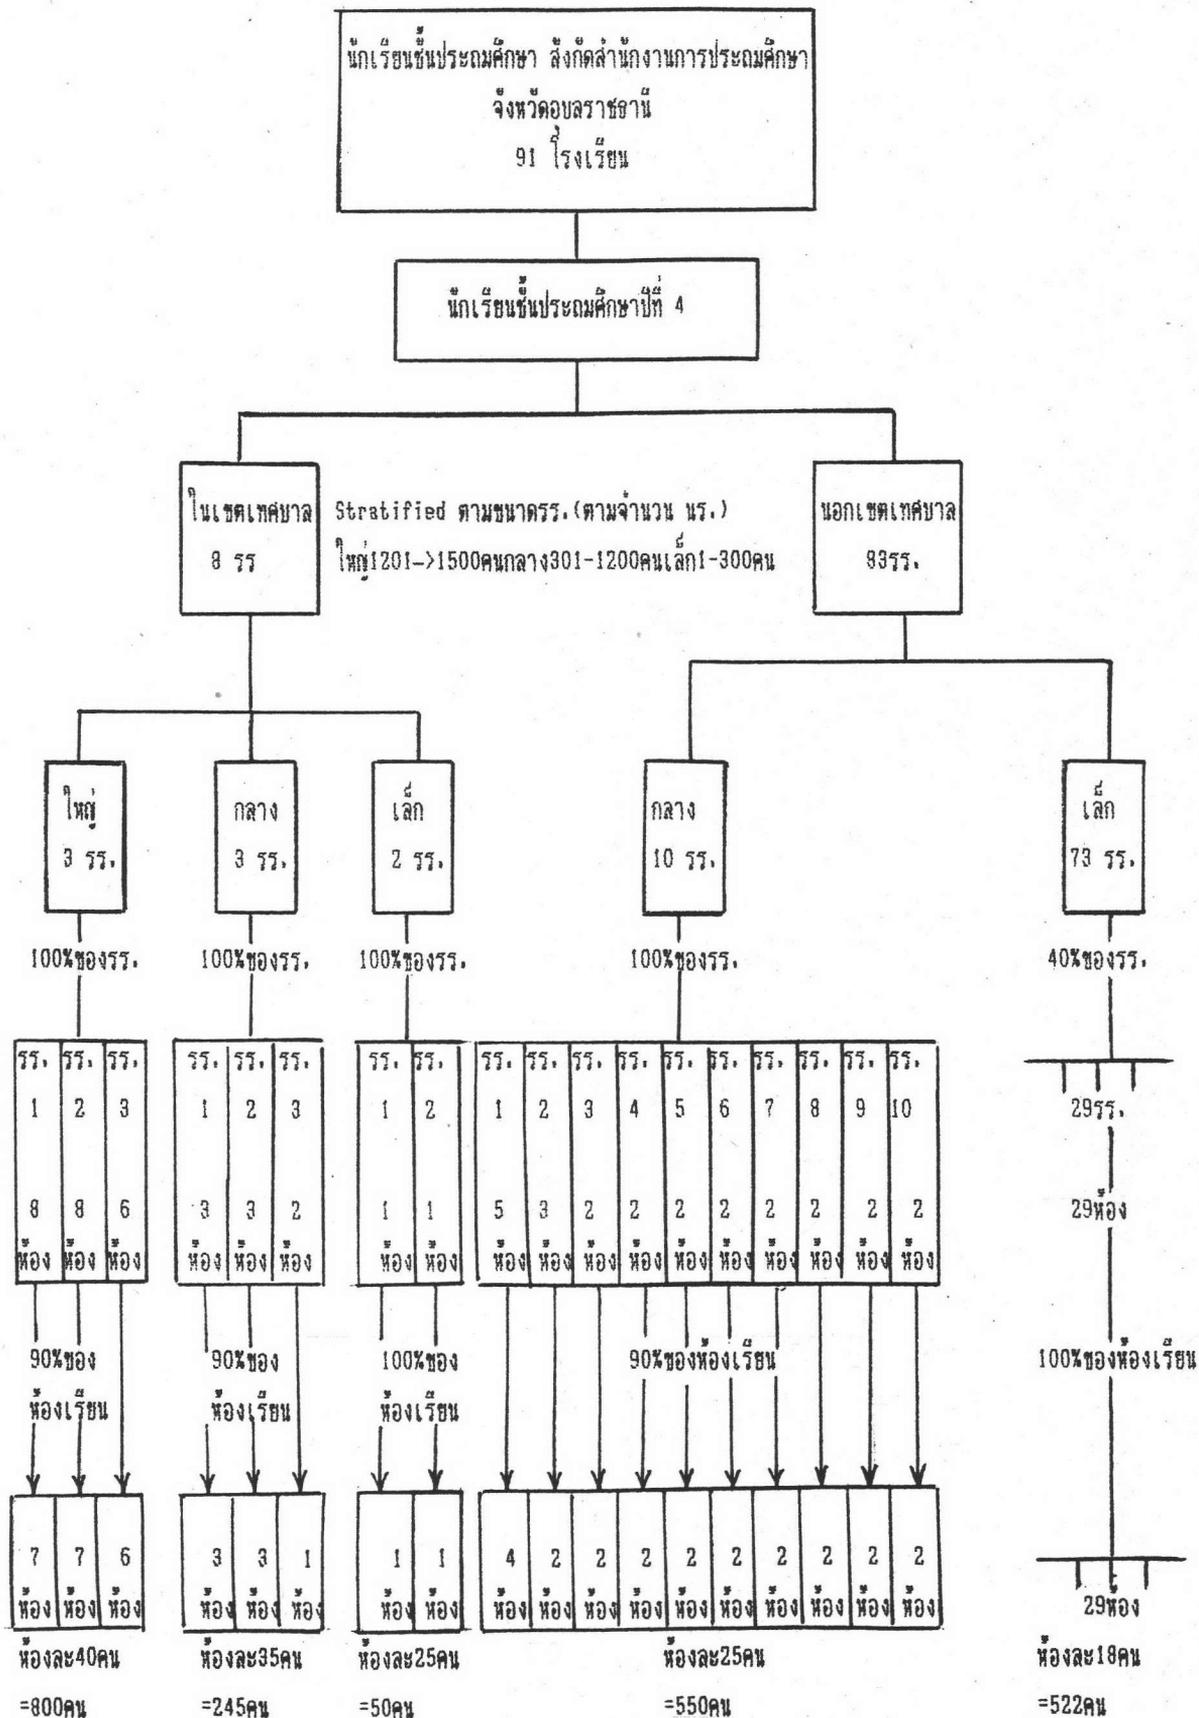 นักเรียนชั้นประถมศึกษา สังกัดสำนักงานการประถมศึกษา
จังหวัดอุบลราชธานี
91 โรงเรียน
นักเรียนชั้นประถมศึกษาปีที่ 4
ในเขตเทศบาล
8 รร
Stratified ตามขนาดรร.(ตามจำนวน นร.)
ใหญ่1201->1500คนกลาง301-1200คนเล็ก1-300คน
นอกเขตเทศบาล
83รร.
ใหญ่
3 รร.
กลาง
3 รร.
เล็ก
2 รร.
กลาง
10 รร.
เล็ก
73 รร.
100%ของรร. 100%ของรร. 100%ของรร. 100%ของรร. 40%ของรร.
รร. รร. รร. รร. รร. รร. รร. รร. รร. รร. รร. รร. รร. รร. รร. รร. รร. รร.
1 2 3 1 2 3 1 2 1 2 3 4 5 6 7 8 9 10 29รร.
8 8 6 3 3 2 1 1 5 3 2 2 2 2 2 2 2 2 29ห้อง
ห้อง ห้อง ห้อง ห้อง ห้อง ห้อง ห้อง ห้อง ห้อง ห้อง ห้อง ห้อง ห้อง ห้อง ห้อง ห้อง ห้อง ห้อง
90%ของ 90%ของ 100%ของ 90%ของห้องเรียน 100%ของห้องเรียน
ห้องเรียน ห้องเรียน ห้องเรียน
7 7 6 3 3 1 1 1 4 2 2 2 2 2 2 2 2 2
ห้อง ห้อง ห้อง ห้อง ห้อง ห้อง ห้อง ห้อง ห้อง ห้อง ห้อง ห้อง ห้อง ห้อง ห้อง ห้อง ห้อง ห้อง 29ห้อง
ห้องละ40คน ห้องละ35คน ห้องละ25คน ห้องละ25คน ห้องละ18คน
=800คน =245คน =50คน =550คน =522คน